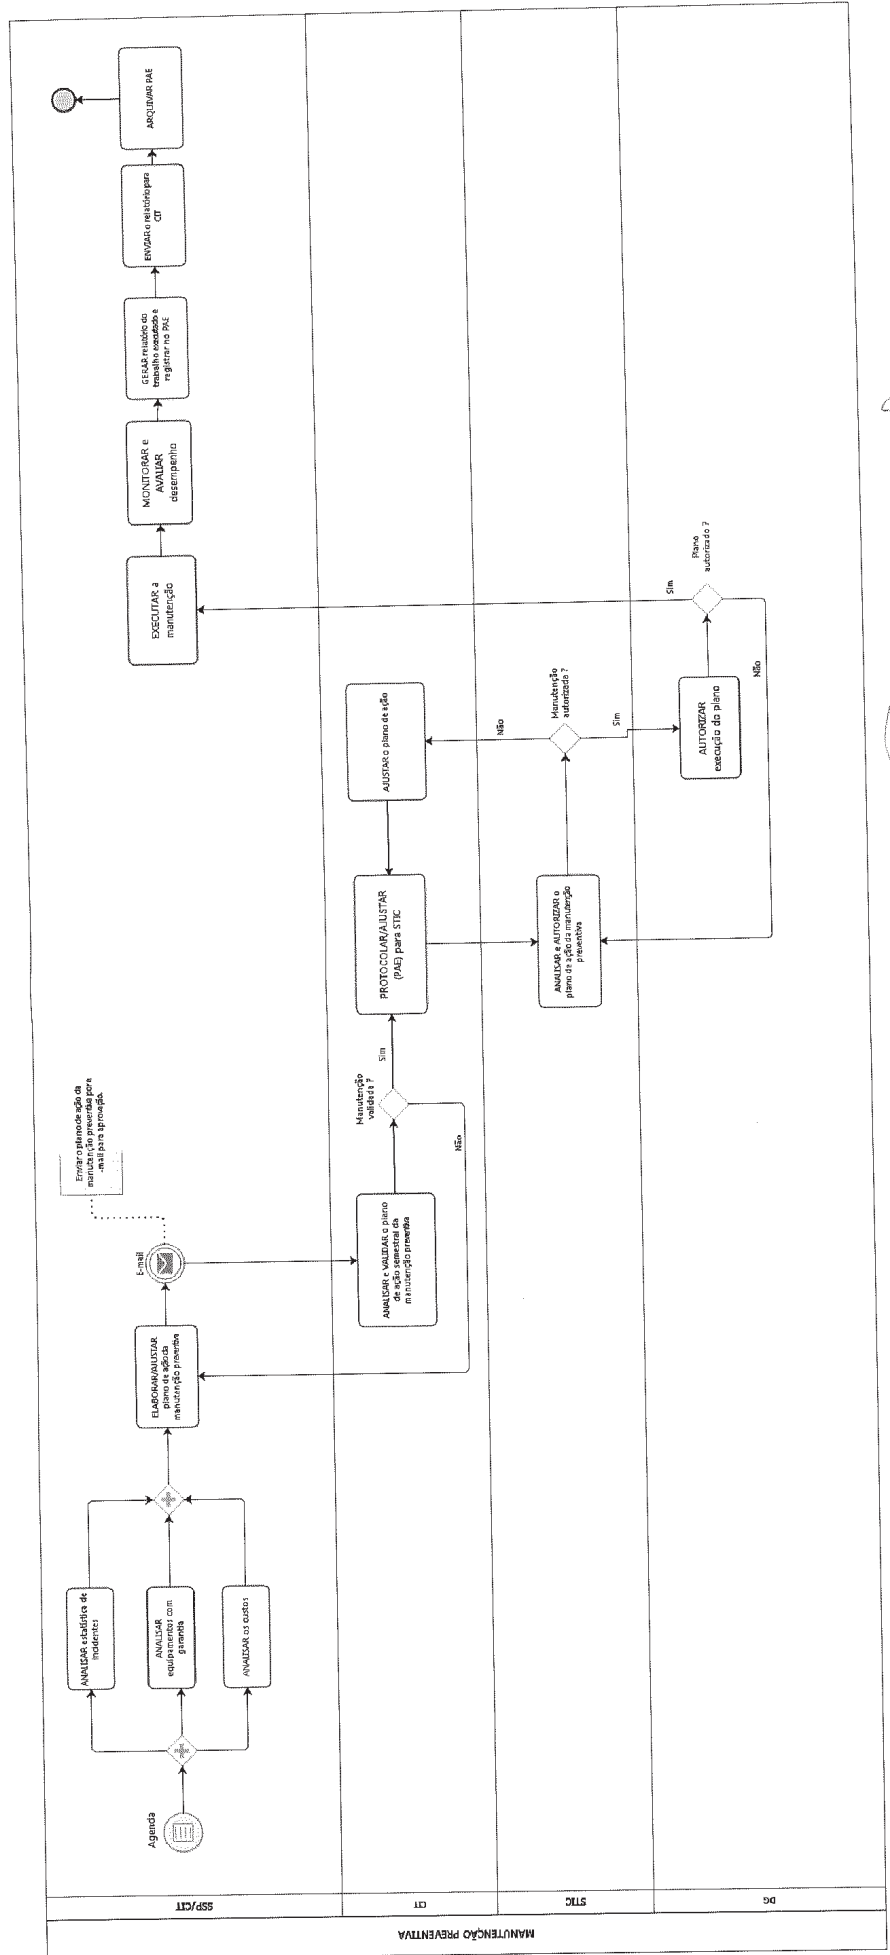 MANUTENÇÃO PREVENTIVA
SSP/CIT
CIT
STIC
DG
Agenda
ANALISAR estatística de
incidentes
ANALISAR
equipamentos com
garantia
ANALISAR os custos
ELABORAR/AJUSTAR
plano de ação da
manutenção preventiva
E-mail
Enviar o plano de ação da
manutenção preventiva por e
-mail para aprovação.
ANALISAR e VALIDAR o plano
de ação semestral da
manutenção preventiva
Manutenção
validada ?
Sim
Não
PROTOCOLAR/AJUSTAR
(PAE) para STIC
AJUSTAR o plano de ação
ANALISAR e AUTORIZAR o
plano de ação da manutenção
preventiva
Manutenção
autorizada ?
Não
Sim
AUTORIZAR
execução do plano
Plano
autorizado ?
Sim
Não
EXECUTAR a
manutenção
MONITORAR e
AVALIAR
desempenho
GERAR relatório do
trabalho executado e
registrar no PAE
ENVIAR o relatório para
CIT
ARQUIVAR PAE